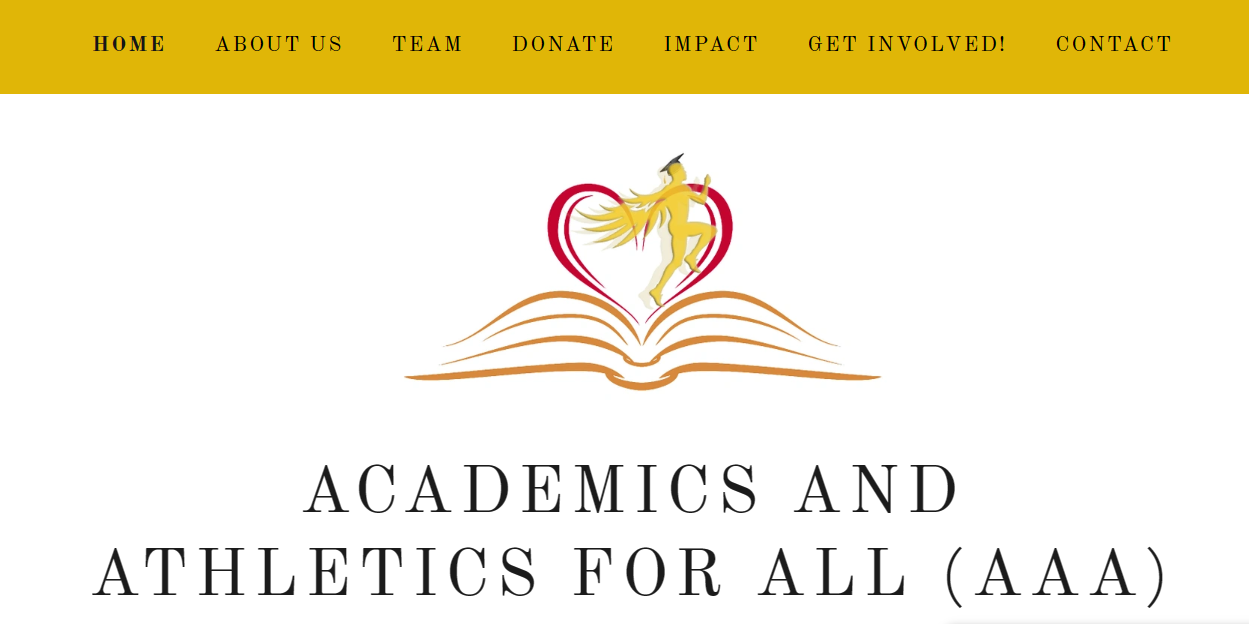 HOME ABOUT US TEAM DONATE IMPACT GET INVOLVED! CONTACT
ACADEMICS AND
ATHLETICS FOR ALL (AAA)